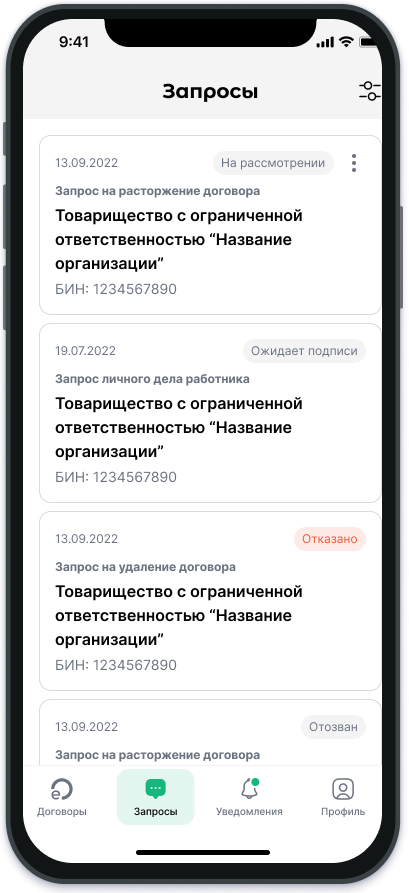 9:41
Запросы
13.09.2022
На рассмотрении
Запрос на расторжение договора
Товарищество с ограниченной
ответственностью “Название
организации”
БИН: 1234567890
19.07.2022
Ожидает подписи
Запрос личного дела работника
Товарищество с ограниченной
ответственностью “Название
организации”
БИН: 1234567890
13.09.2022
Отказано
Запрос на удаление договора
Товарищество с ограниченной
ответственностью “Название
организации”
БИН: 1234567890
13.09.2022
Отозван
Запрос на расторжение договора
Договоры
Запросы
Уведомления
Профиль